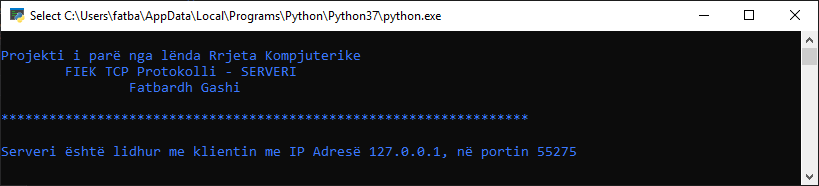 Select C:\Users\fatba\AppData\Local\Programs\Python\Python37\python.exe
Projekti i parë nga lënda Rrjeta Kompjuterike
FIEK TCP Protokolli - SERVERI
Fatbardh Gashi
******************************************************************
Serveri është lidhur me klientin me IP Adresë 127.0.0.1, në portin 55275